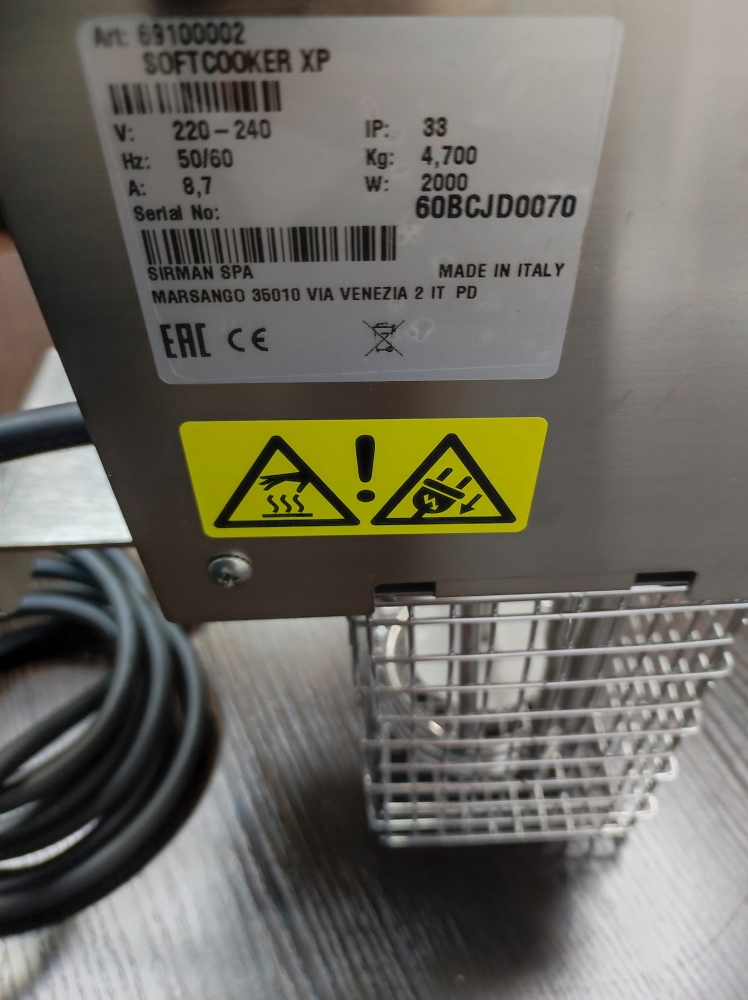 Art: 69100002
SOFTCOOKER XP
V: 220-240 IP: 33
Hz: 50/60 Kg: 4,700
A: 8,7 W: 2000
Serial No: 60BCJD0070
SIRMAN SPA MADE IN ITALY
MARSANGO 35010 VIA VENEZIA 2 IT PD
EAC CE
!